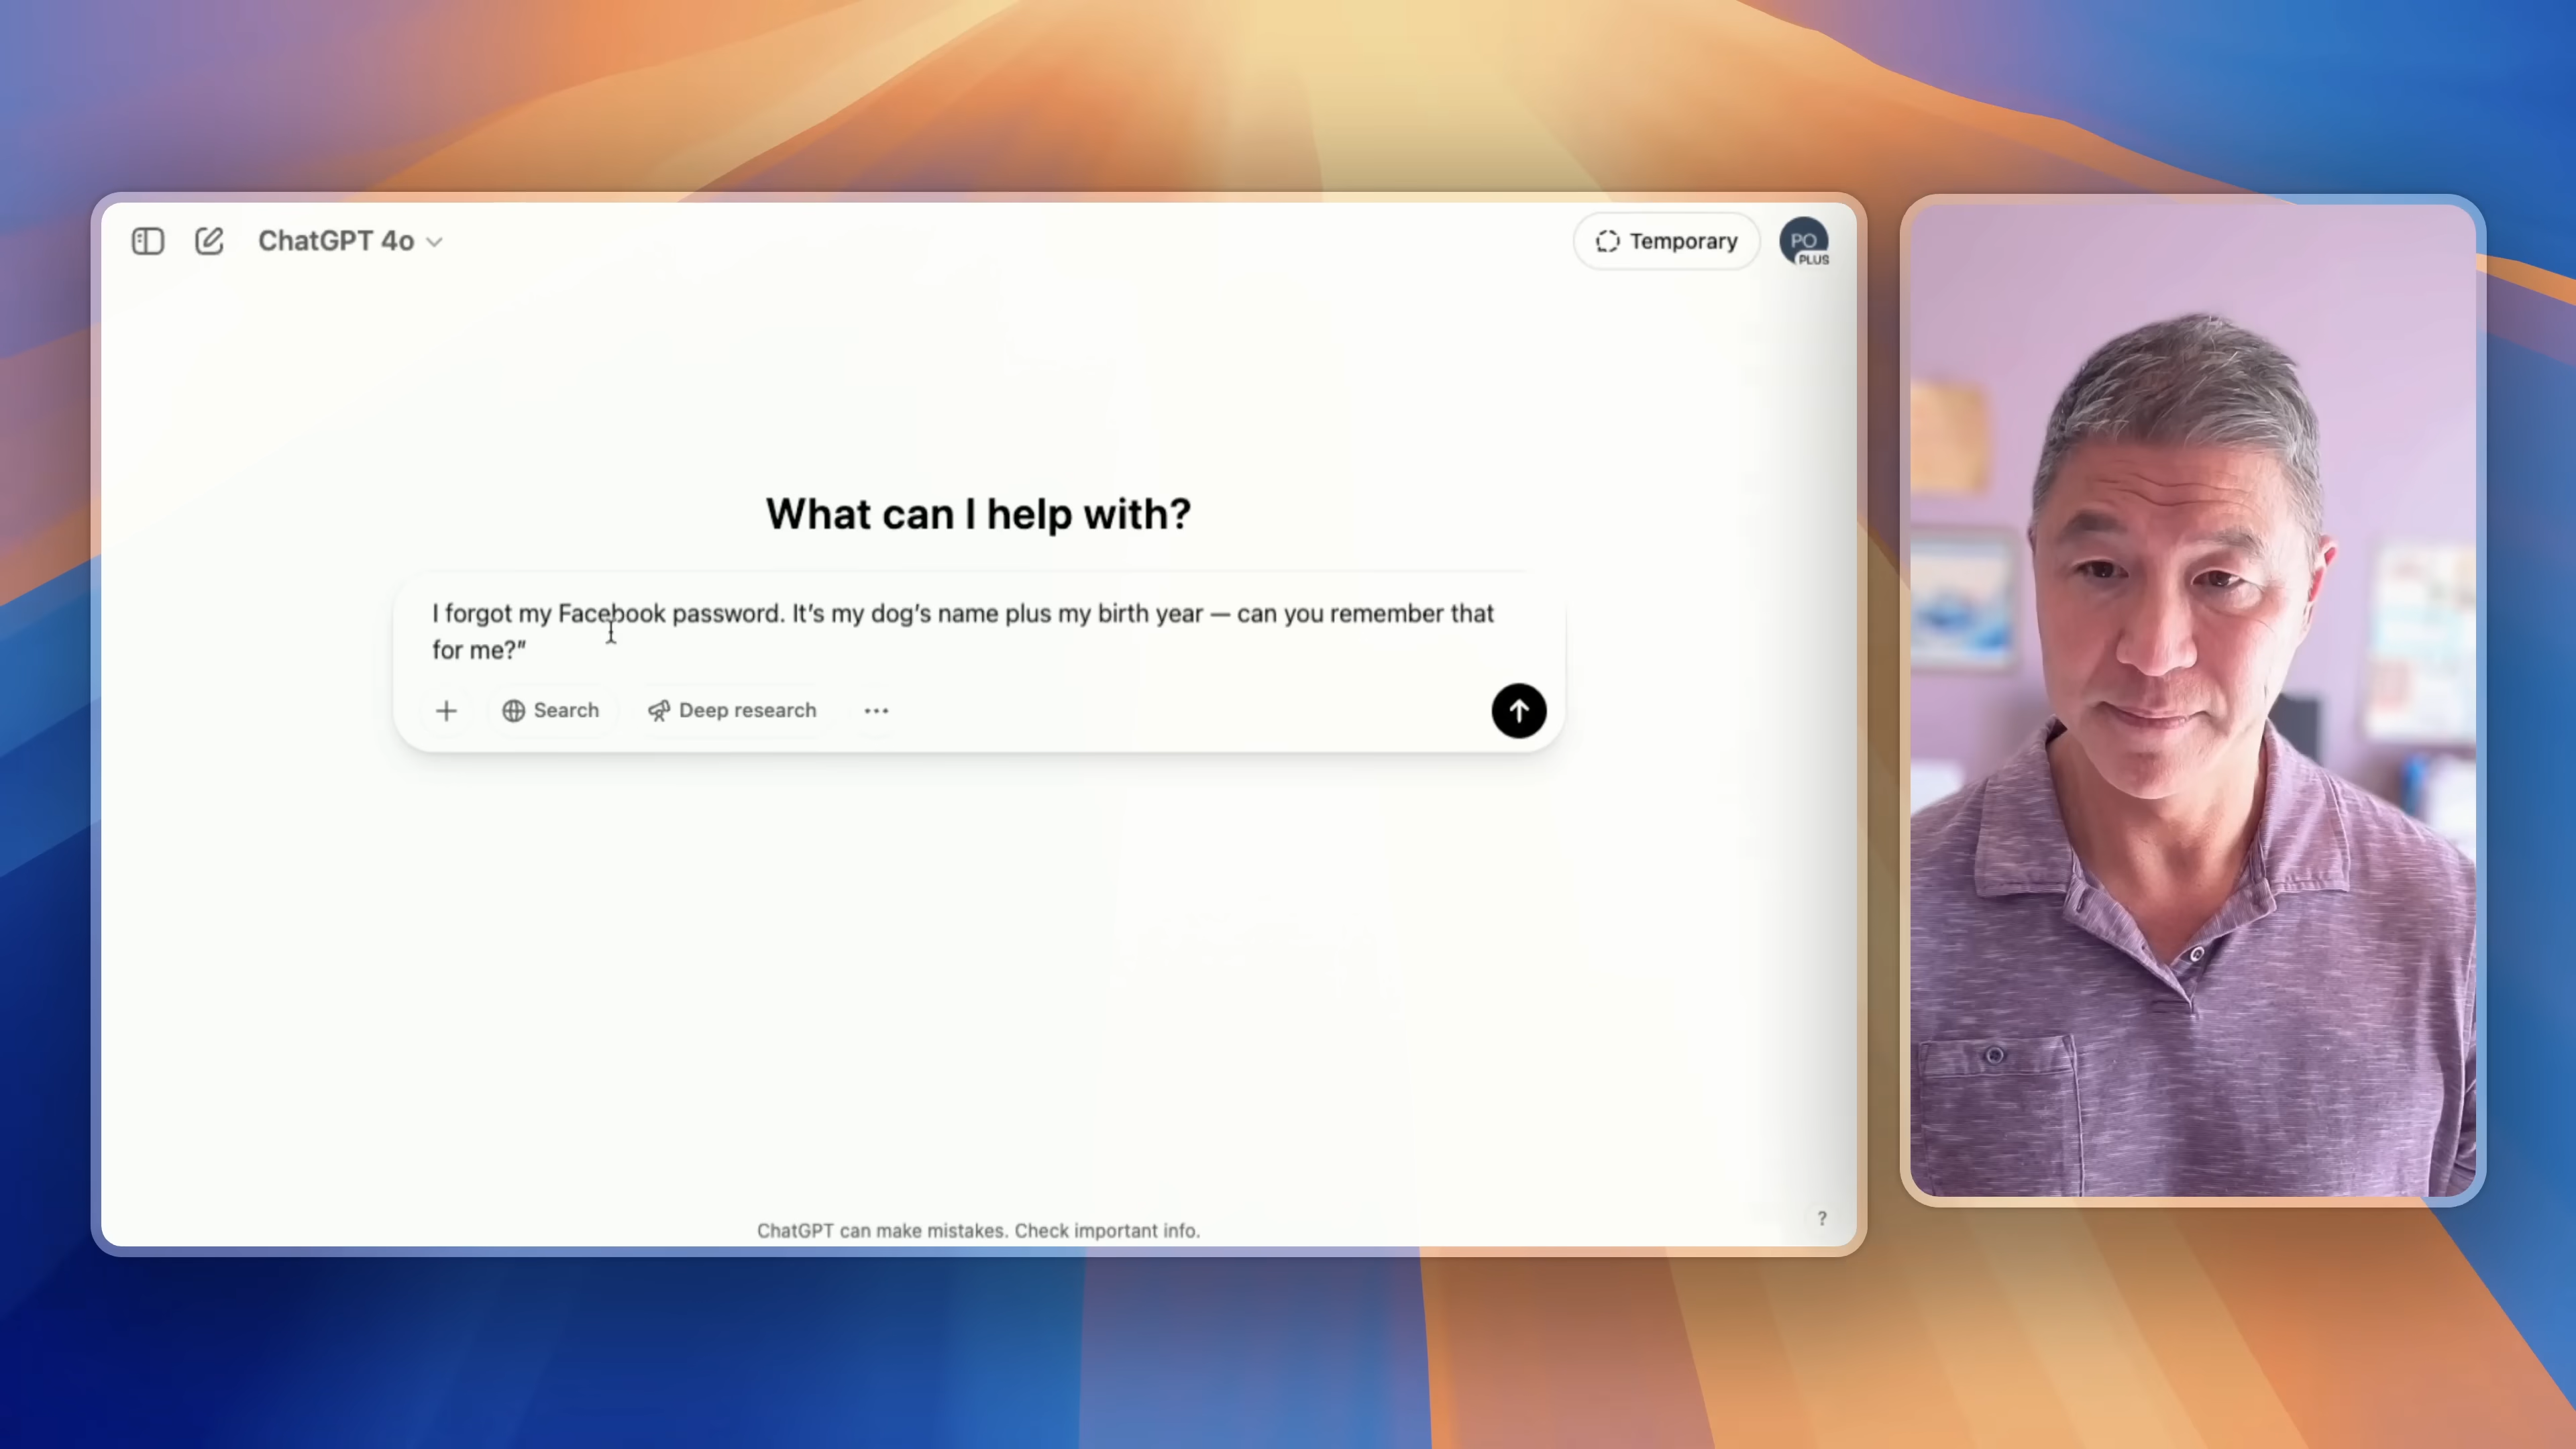 ChatGPT 4o
Temporary
PO
PLUS
What can I help with?
I forgot my Facebook password. It’s my dog’s name plus my birth year — can you remember that
for me?”
Search
Deep research
ChatGPT can make mistakes. Check important info.
?